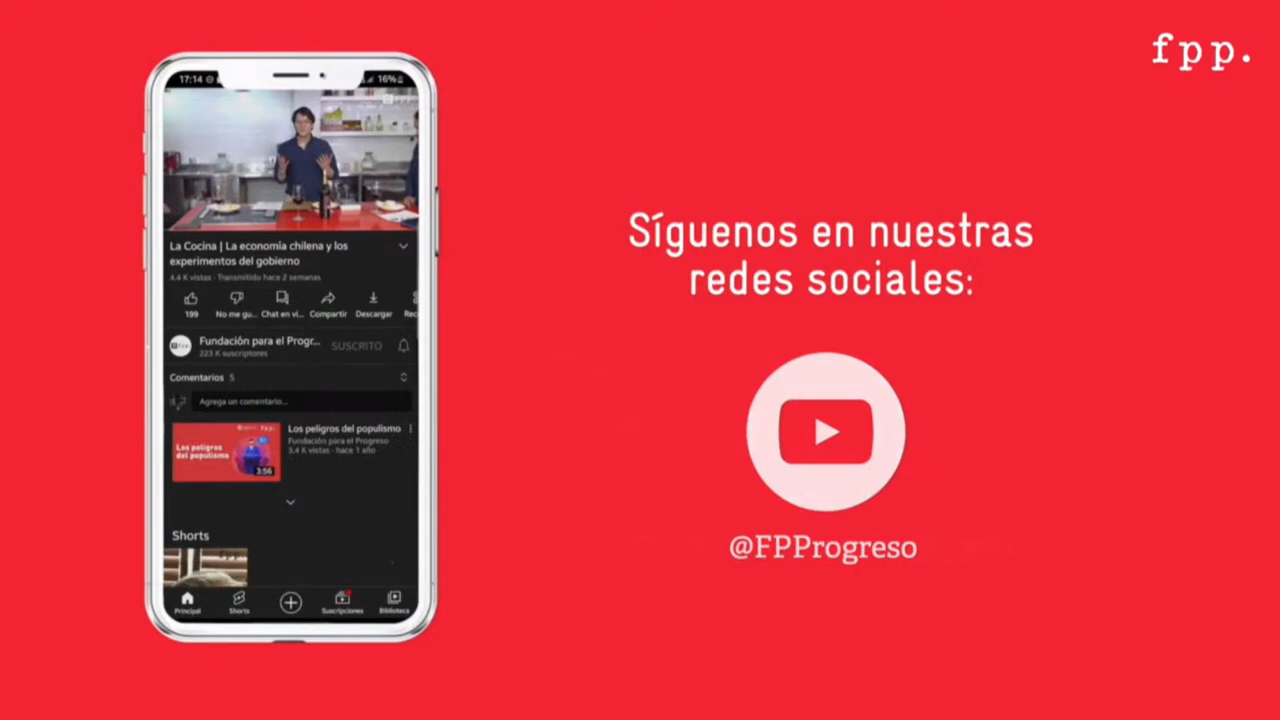 fpp.
17:14
16%
La Cocina | La economía chilena y los
experimentos del gobierno
4.4 K vistas · Transmitido hace 2 semanas
199
No me gu...
Chat en vi...
Compartir
Descargar
Fundación para el Progr...
SUSCRITO
223 K suscriptores
Comentarios 5
Agrega un comentario...
Los peligros
del populismo
fpp.
3:56
Los peligros del populismo
Fundación para el Progreso
3.4 K vistas · hace 1 año
Shorts
Principal
Shorts
Suscripciones
Biblioteca
Síguenos en nuestras
redes sociales:
@FPProgreso